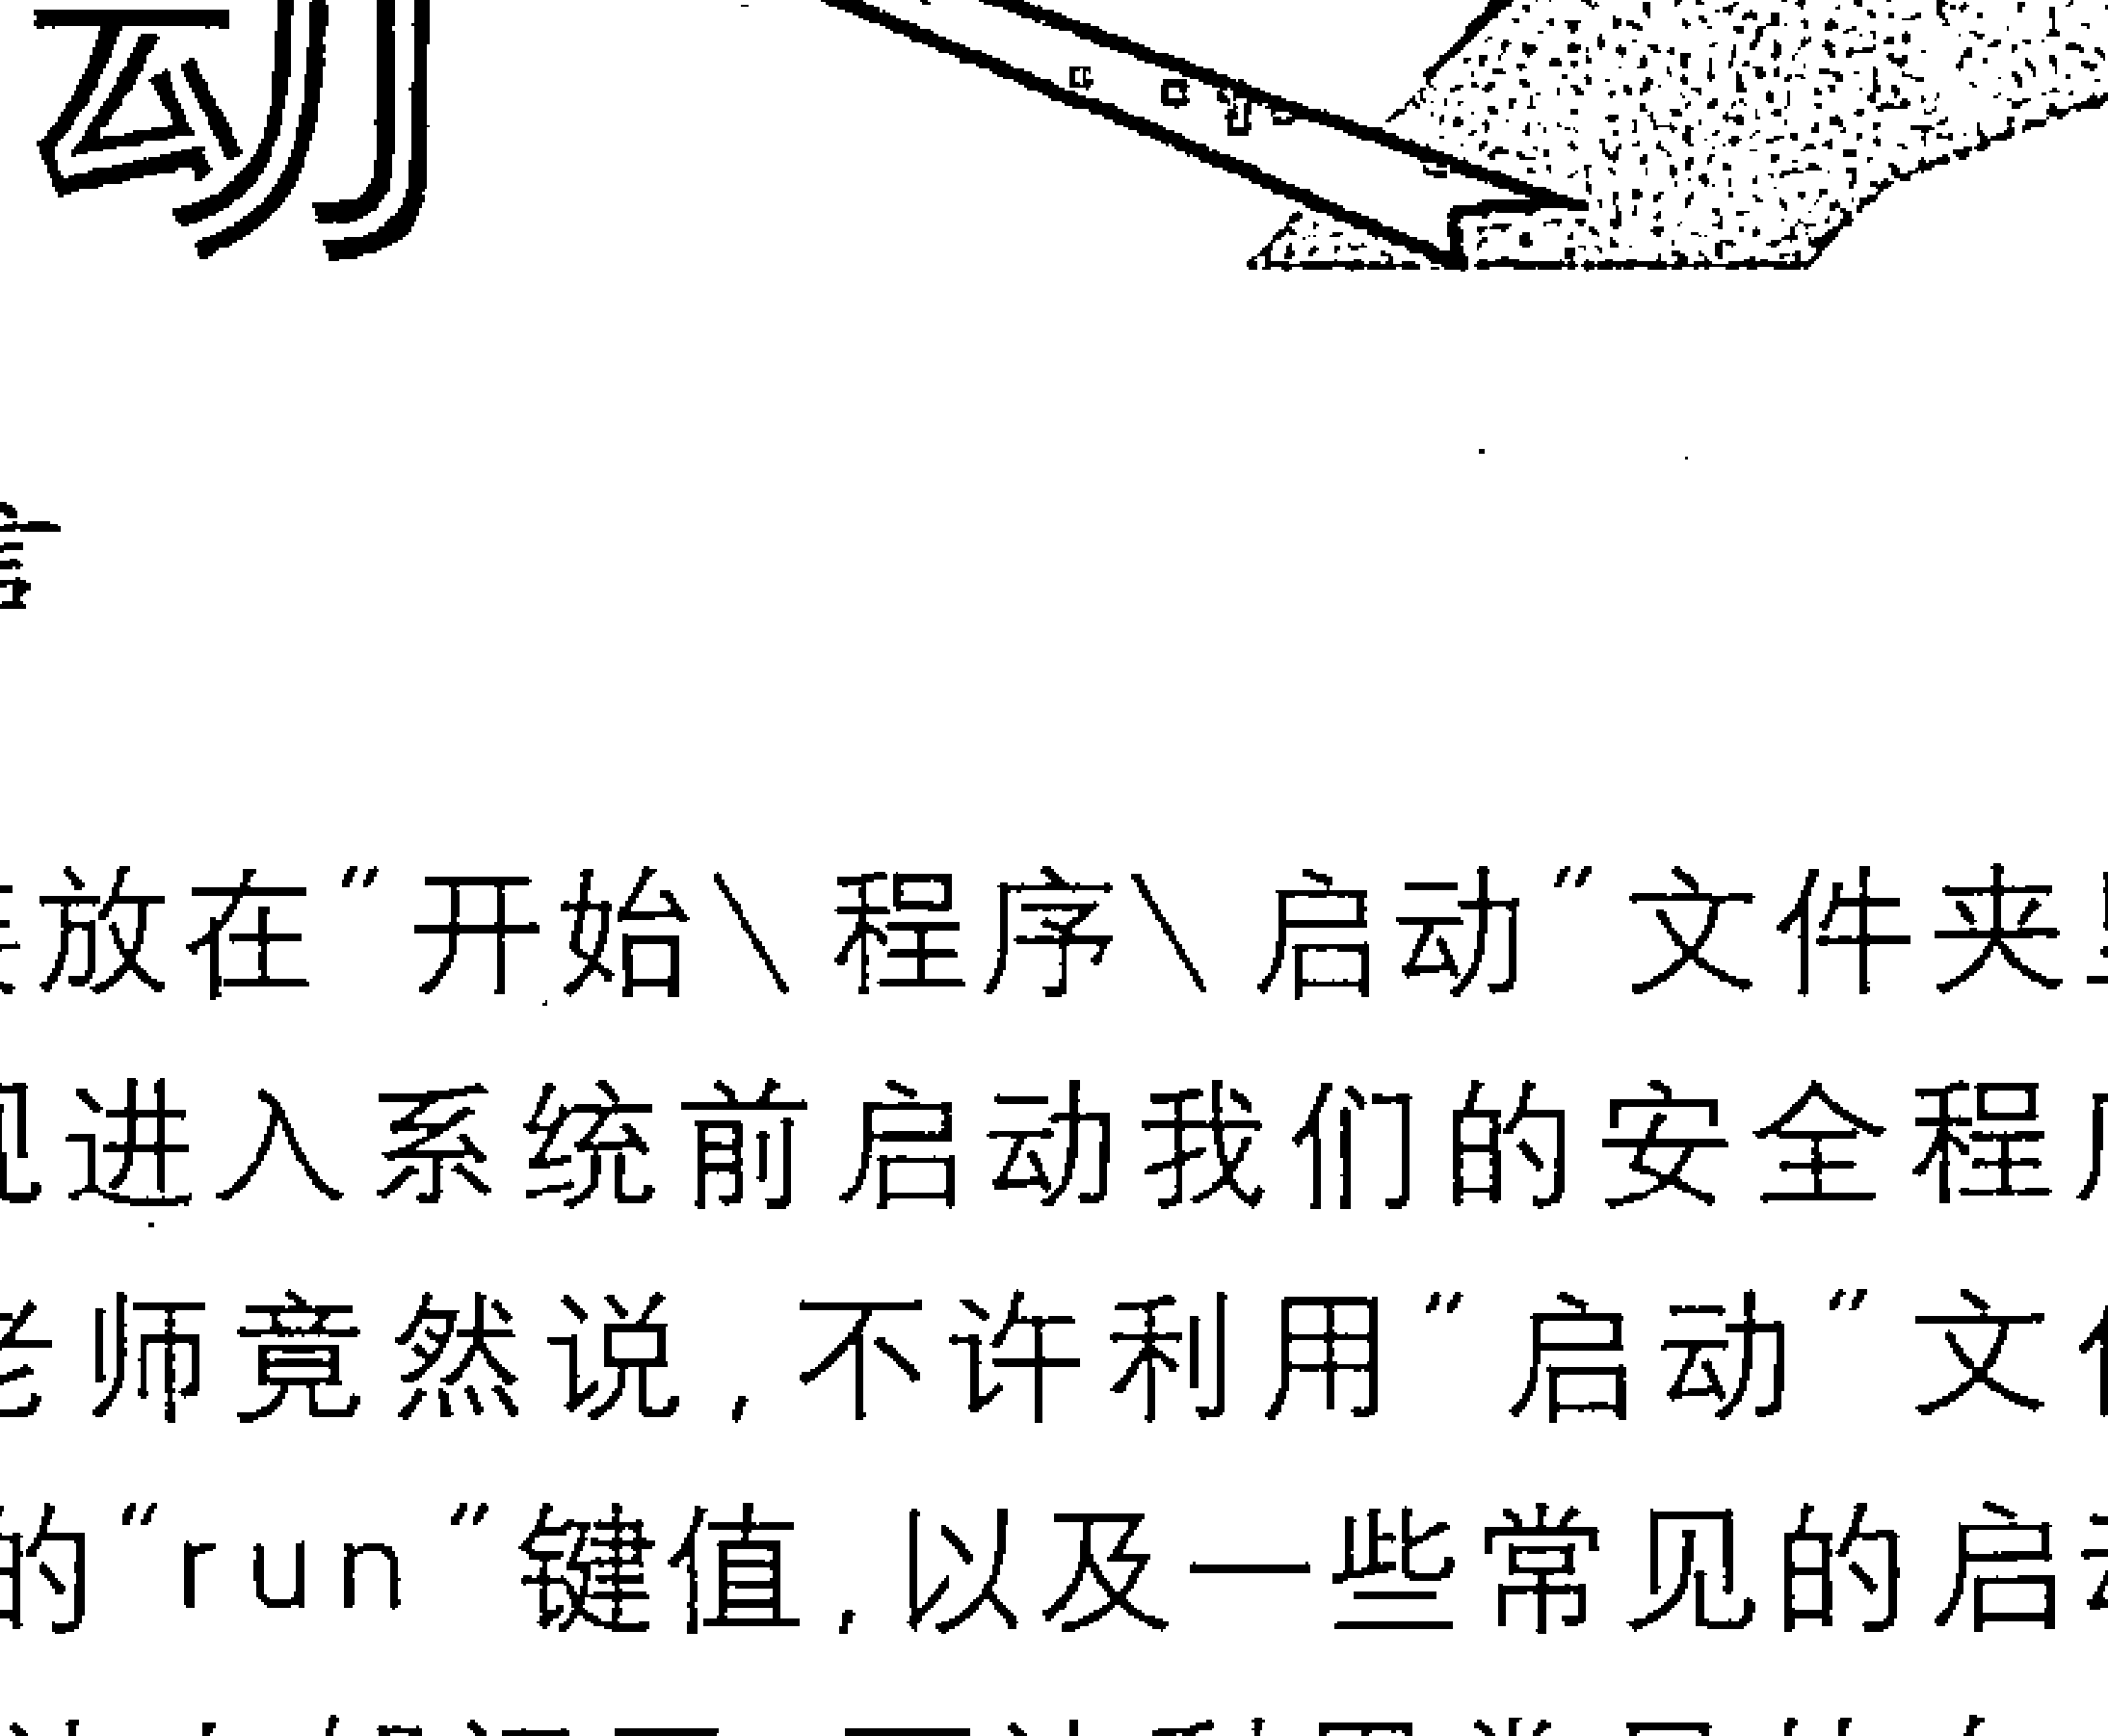 动
放在"开始\程序\启动"文件夹
进入系统前启动我们的安全程
老师竟然说,不许利用"启动"文
的"run"键值,以及一些常见的启